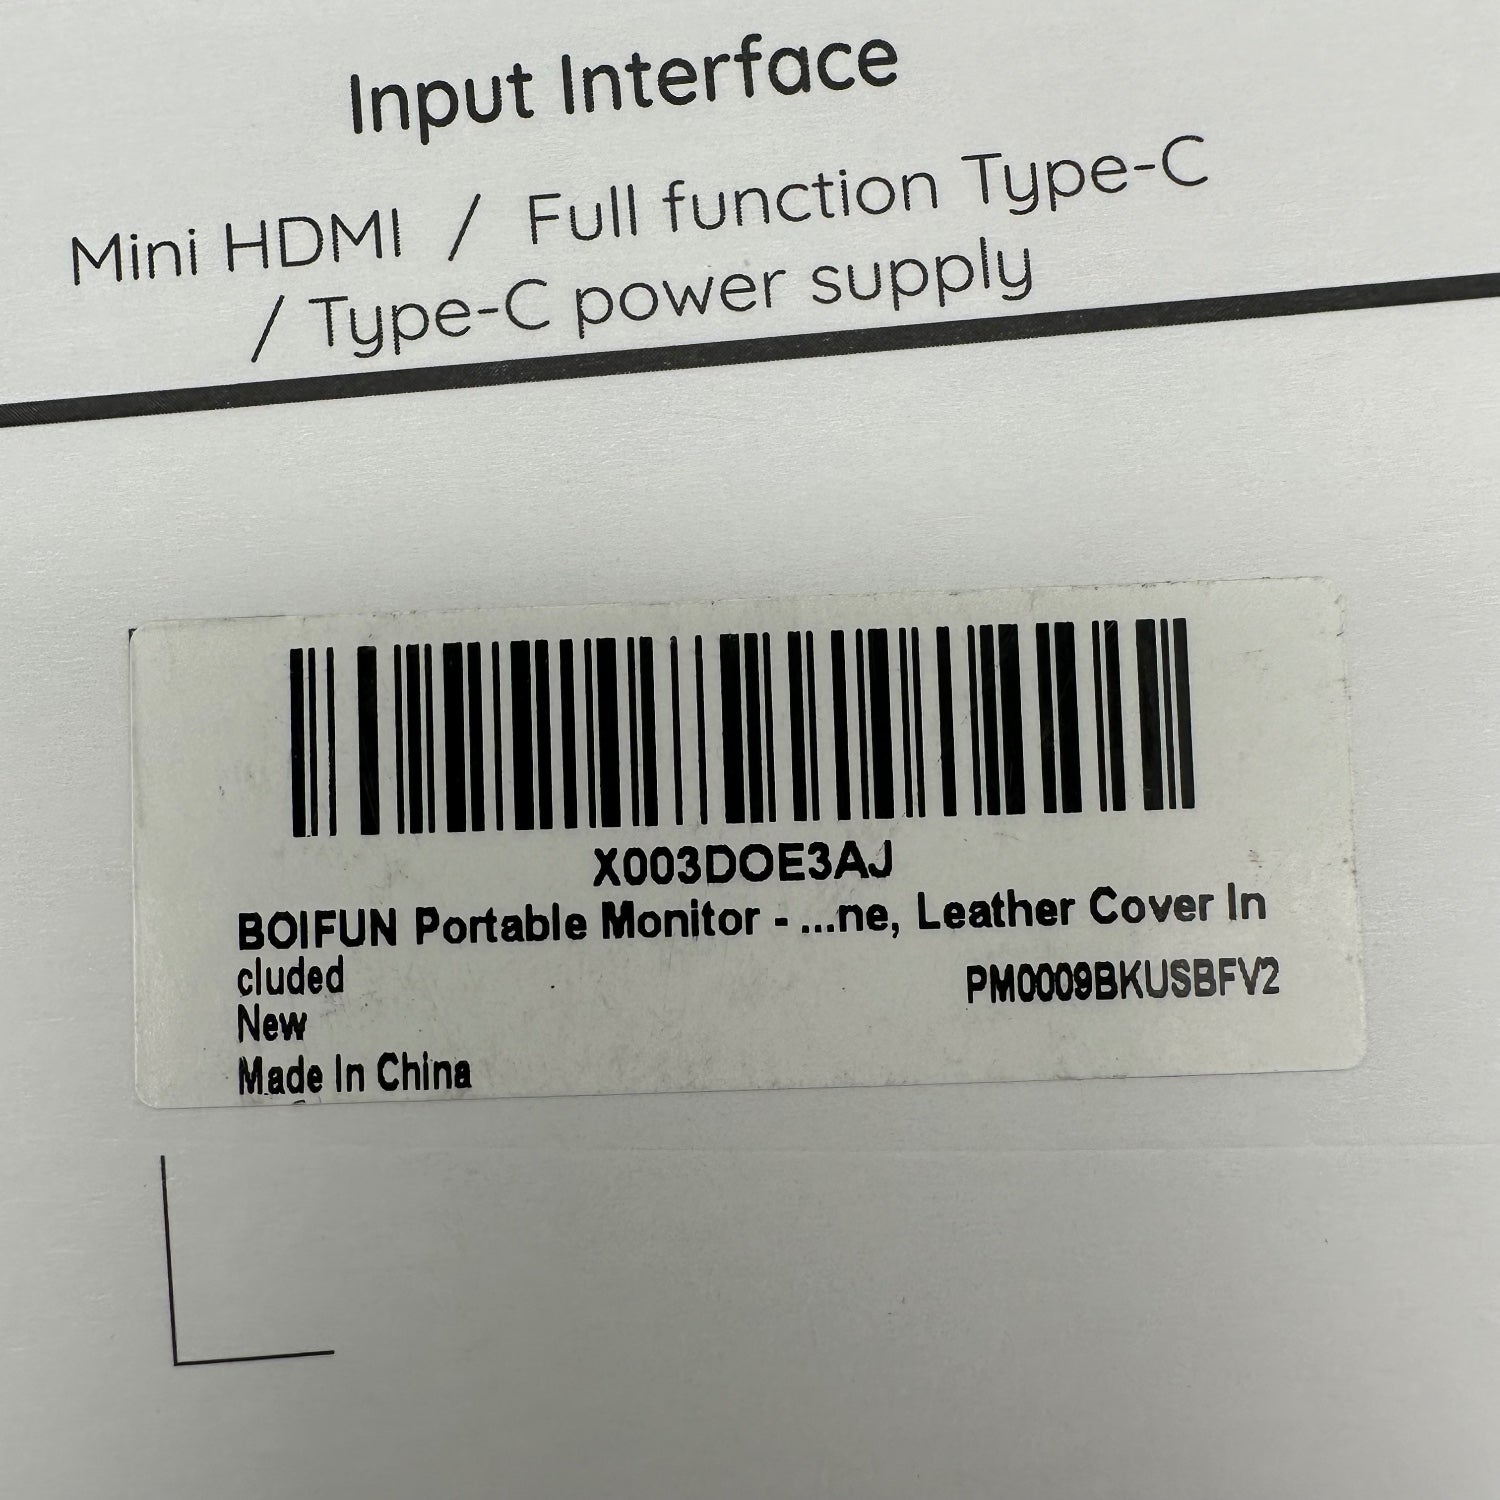 Input Interface
Mini HDMI / Full function Type-C
/ Type-C power supply
X003DOE3AJ
BOIFUN Portable Monitor - ...ne, Leather Cover In
cluded PM0009BKUSBFV2
New
Made In China